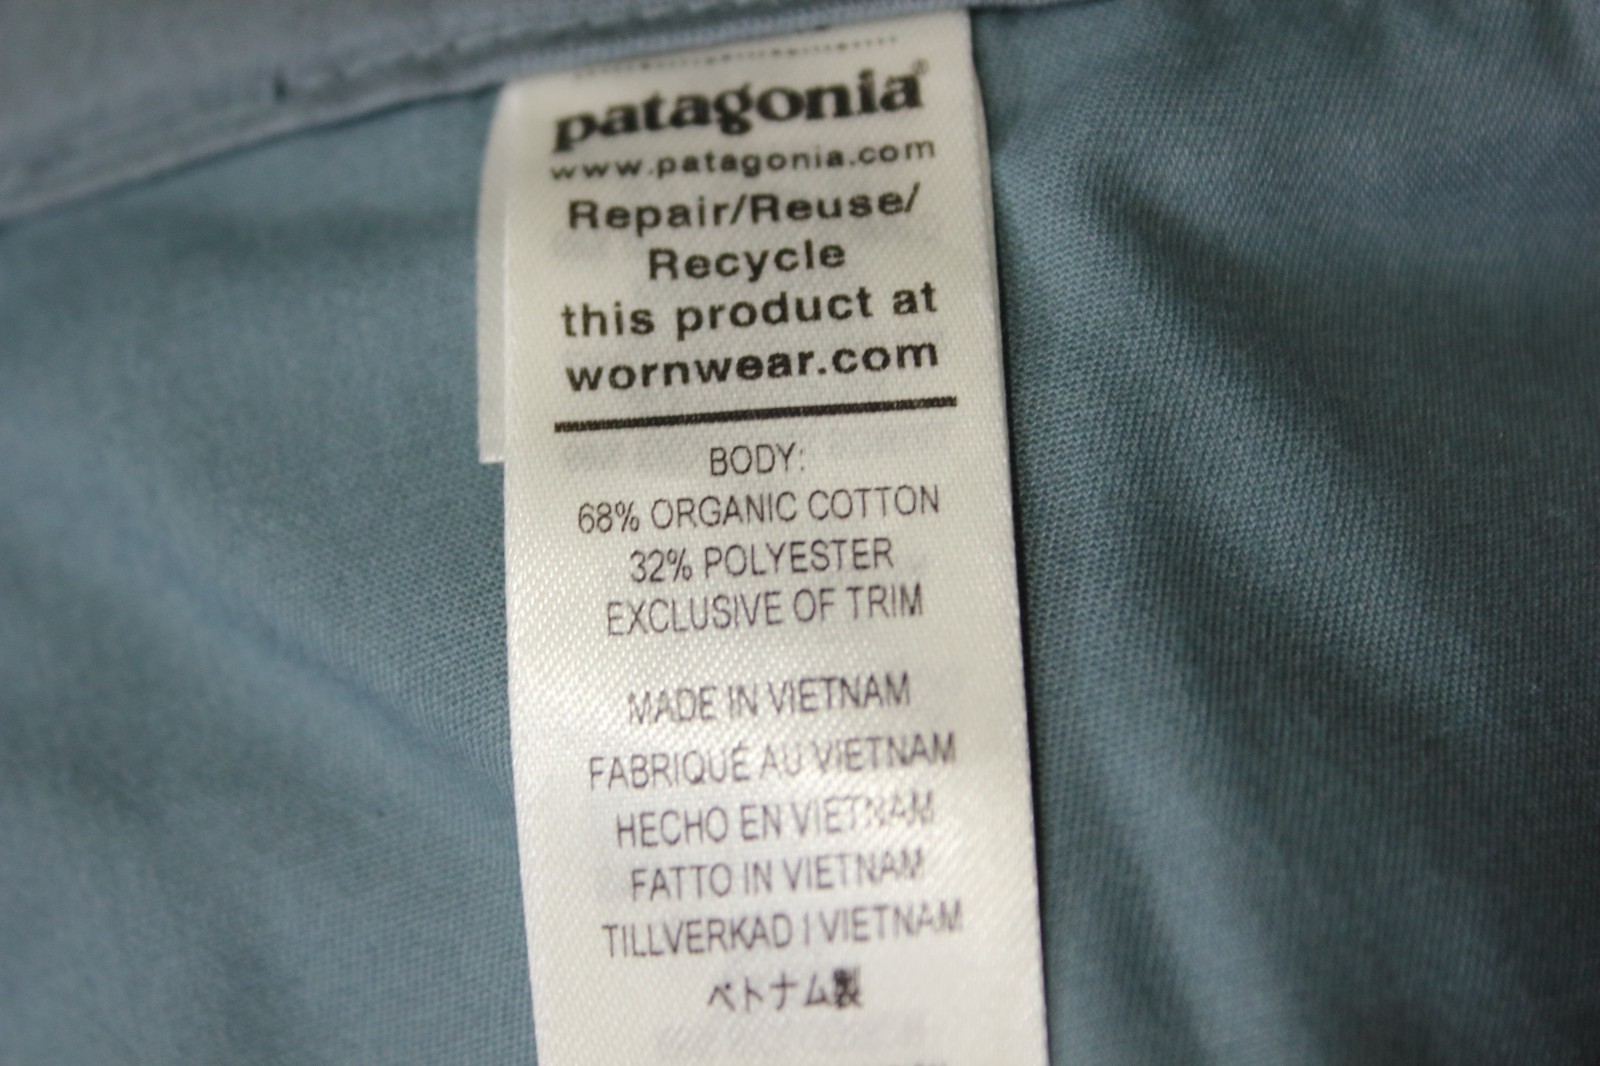 patagonia®
www.patagonia.com
Repair/Reuse/
Recycle
this product at
wornwear.com
BODY:
68% ORGANIC COTTON
32% POLYESTER
EXCLUSIVE OF TRIM
MADE IN VIETNAM
FABRIQUÉ AU VIETNAM
HECHO EN VIETNAM
FATTO IN VIETNAM
TILLVERKAD I VIETNAM
ベトナム製